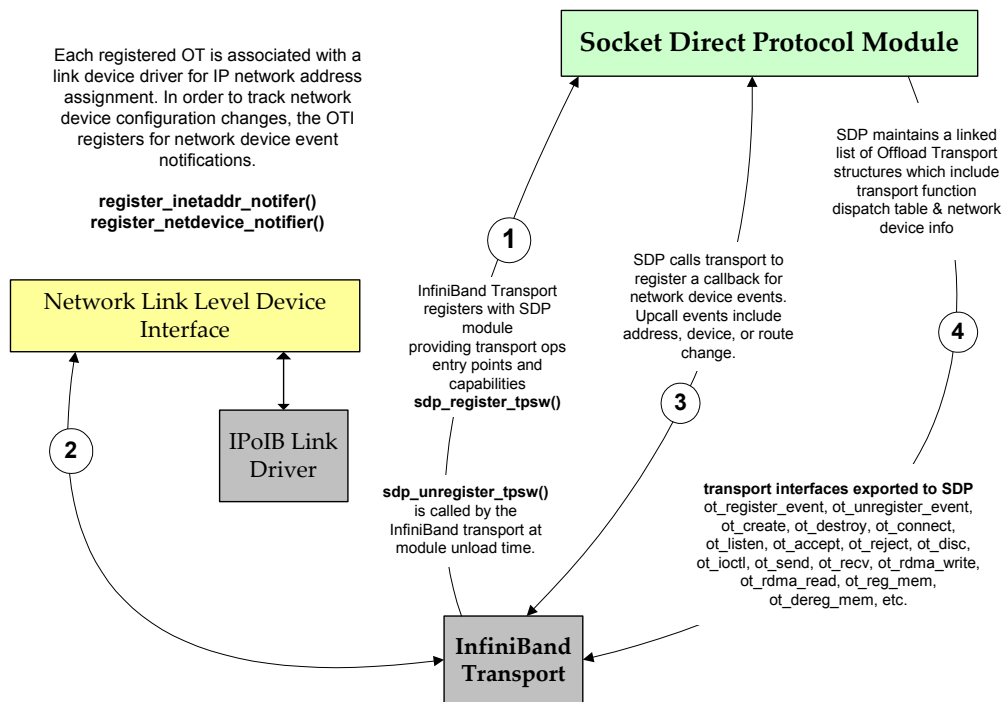 Each registered OT is associated with a
link device driver for IP network address
assignment. In order to track network
device configuration changes, the OTI
registers for network device event
notifications.
register_inetaddr_notifer()
register_netdevice_notifier()
Socket Direct Protocol Module
SDP maintains a linked
list of Offload Transport
structures which include
transport function
dispatch table & network
device info
1
SDP calls transport to
register a callback for
network device events.
Upcall events include
address, device, or route
change.
InfiniBand Transport
registers with SDP
module
providing transport ops
entry points and
capabilities
sdp_register_tpsw()
Network Link Level Device
Interface
4
3
2
IPoIB Link
Driver
sdp_unregister_tpsw()
is called by the
InfiniBand transport at
module unload time.
transport interfaces exported to SDP
ot_register_event, ot_unregister_event,
ot_create, ot_destroy, ot_connect,
ot_listen, ot_accept, ot_reject, ot_disc,
ot_ioctl, ot_send, ot_recv, ot_rdma_write,
ot_rdma_read, ot_reg_mem,
ot_dereg_mem, etc.
InfiniBand
Transport